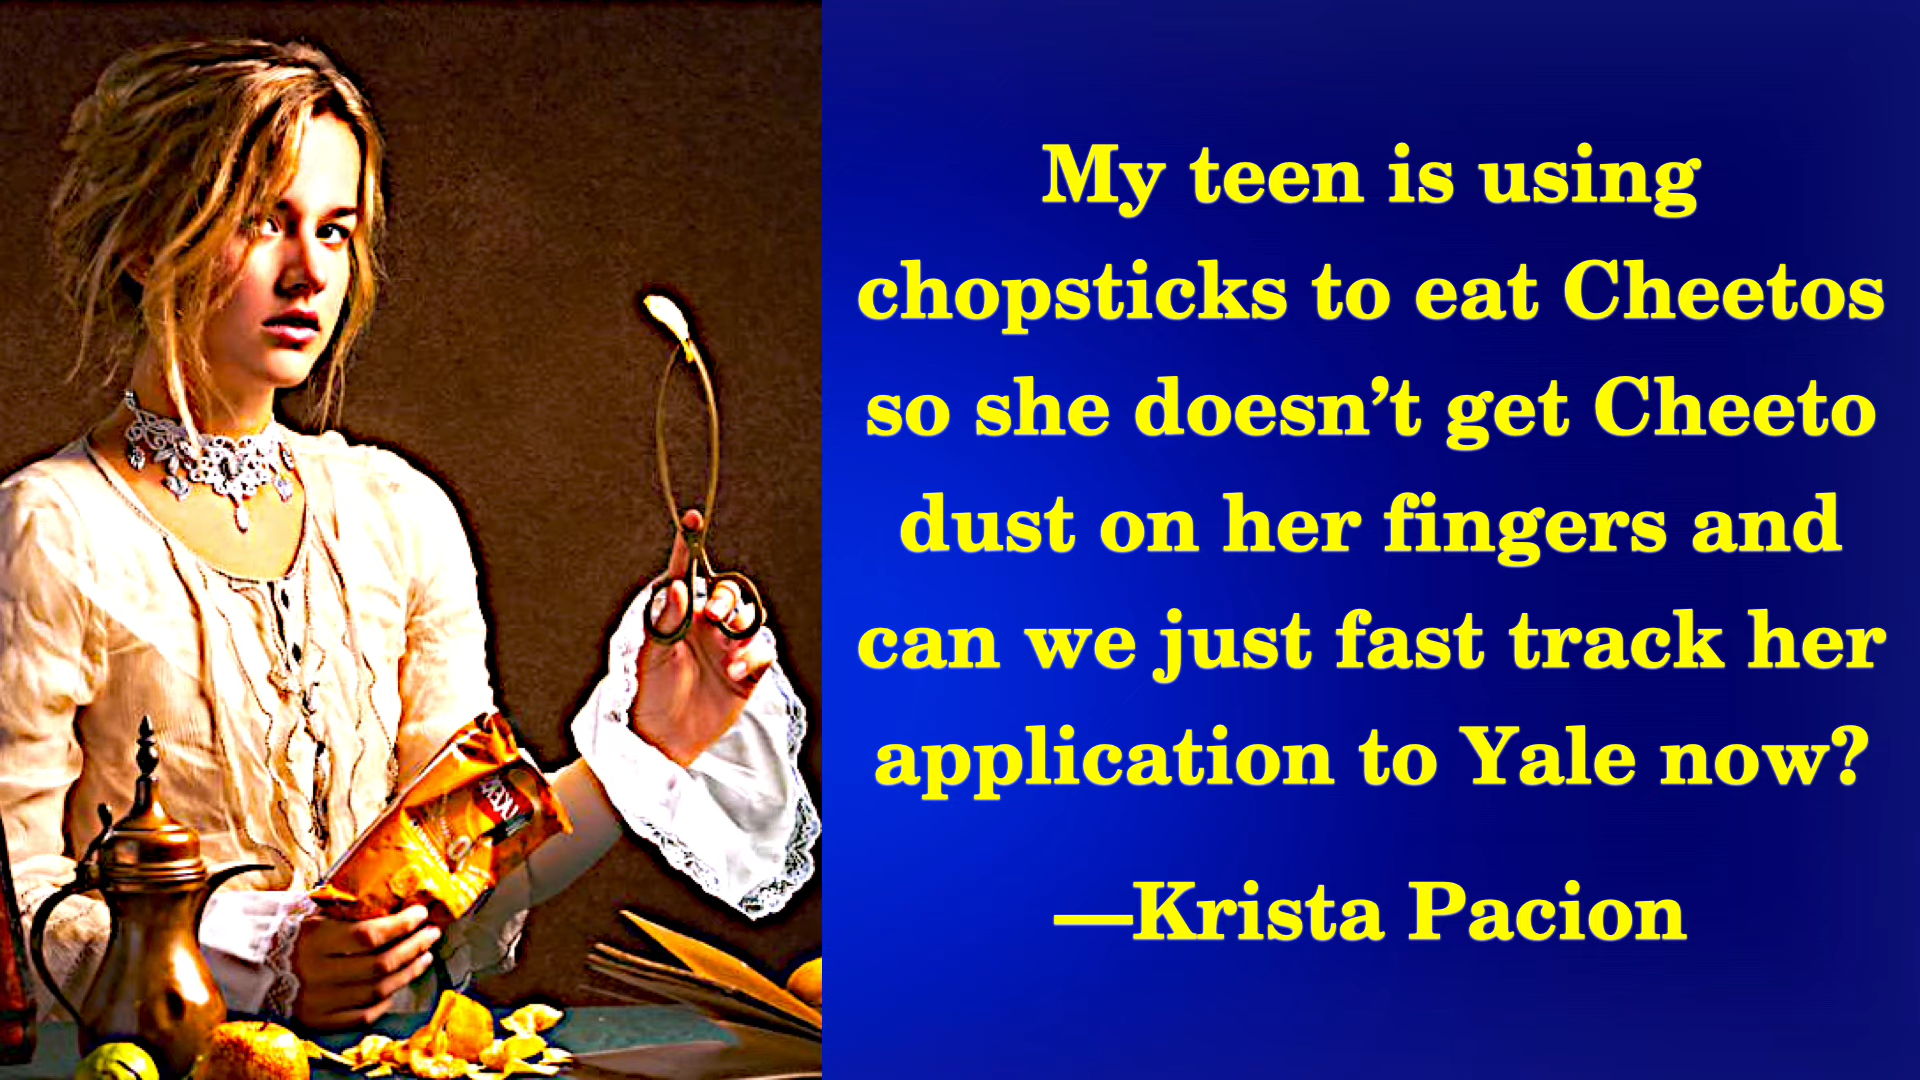 My teen is using
chopsticks to eat Cheetos
so she doesn’t get Cheeto
dust on her fingers and
can we just fast track her
application to Yale now?
—Krista Pacion